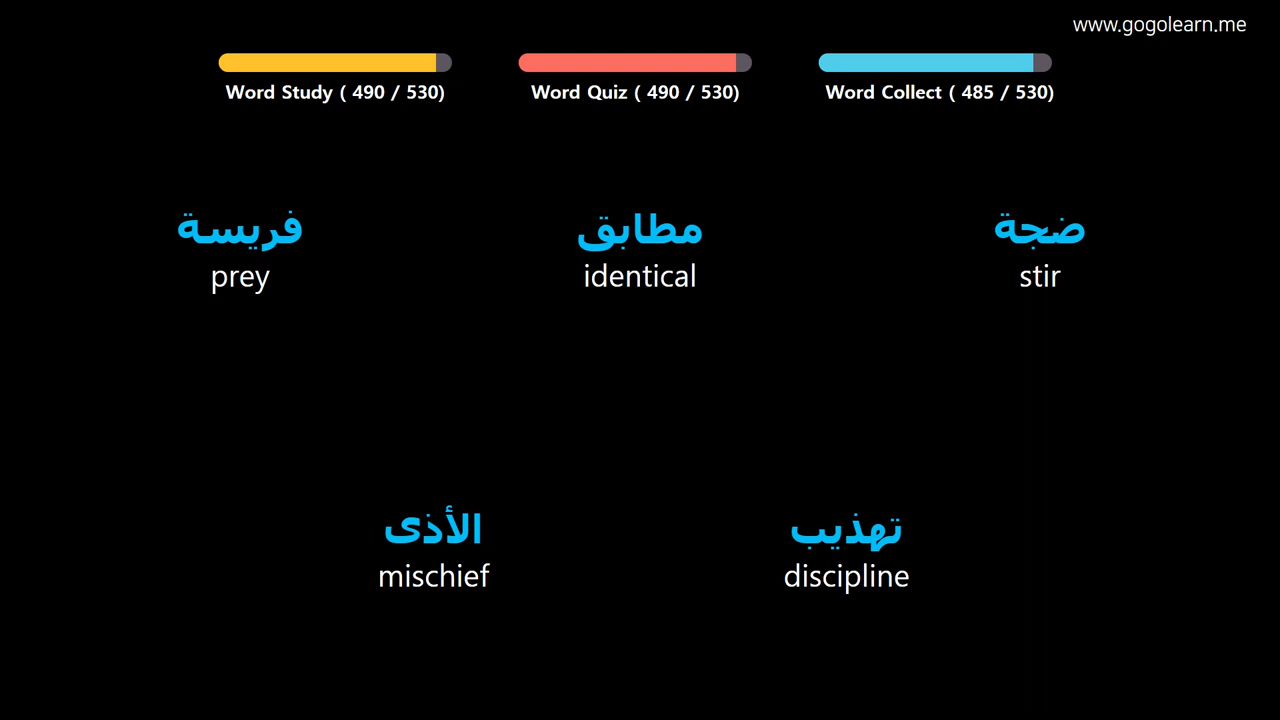 www.gogolearn.me
Word Study ( 490 / 530)
Word Quiz ( 490 / 530)
Word Collect ( 485 / 530)
فريسة
prey
مطابق
identical
ضجة
stir
الأذى
mischief
تهذيب
discipline